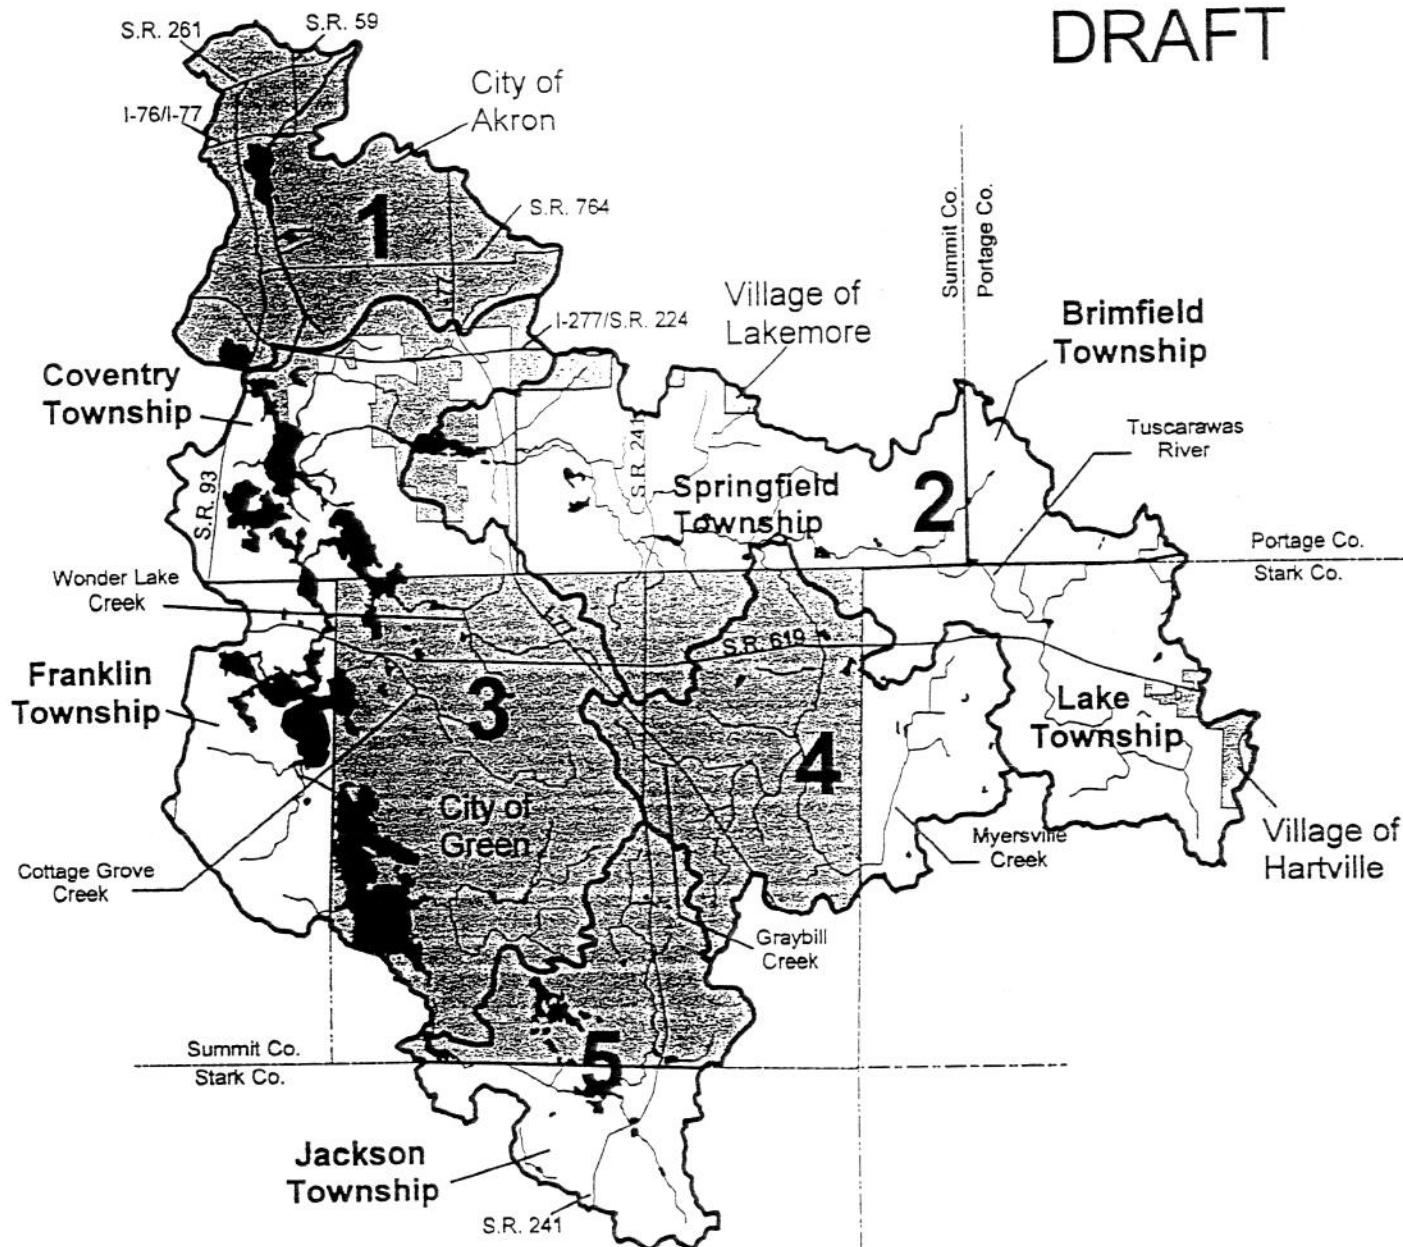 DRAFT
S.R. 261
S.R. 59
City of
Akron
I-76/I-77
1
S.R. 764
I-77
Summit Co.
Portage Co.
Village of
Lakemore
Brimfield
Township
I-277/S.R. 224
Coventry
Township
Tuscarawas
River
S.R. 241
S.R. 93
Springfield
Township
2
Portage Co.
Stark Co.
Wonder Lake
Creek
I-77
S.R. 619
Franklin
Township
3
Lake
Township
4
City of
Green
Myersville
Creek
Village of
Hartville
Cottage Grove
Creek
Graybill
Creek
5
Summit Co.
Stark Co.
Jackson
Township
S.R. 241